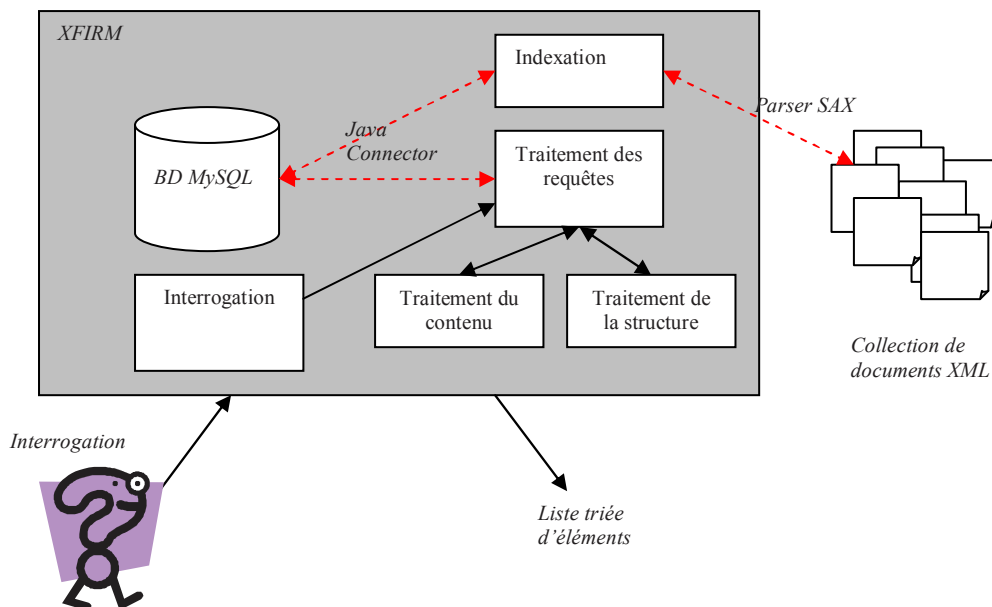 XFIRM
Indexation
Parser SAX
Java
Connector
BD MySQL
Traitement des
requêtes
Interrogation
Traitement du
contenu
Traitement de
la structure
Collection de
documents XML
Interrogation
Liste triée
d'éléments